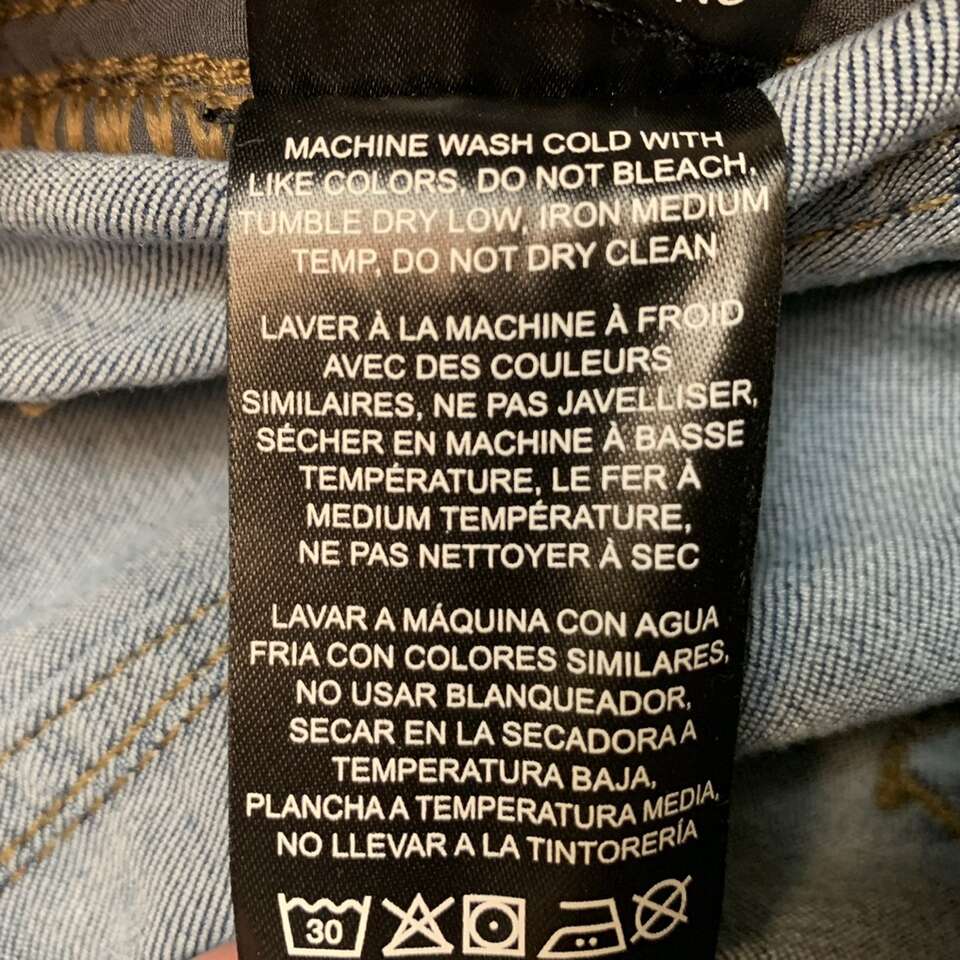 MACHINE WASH COLD WITH
LIKE COLORS. DO NOT BLEACH,
TUMBLE DRY LOW, IRON MEDIUM
TEMP, DO NOT DRY CLEAN
LAVER À LA MACHINE À FROID
AVEC DES COULEURS
SIMILAIRES, NE PAS JAVELLISER,
SÉCHER EN MACHINE À BASSE
TEMPÉRATURE, LE FER À
MEDIUM TEMPÉRATURE,
NE PAS NETTOYER À SEC
LAVAR A MÁQUINA CON AGUA
FRIA CON COLORES SIMILARES,
NO USAR BLANQUEADOR,
SECAR EN LA SECADORA A
TEMPERATURA BAJA,
PLANCHA A TEMPERATURA MEDIA,
NO LLEVAR A LA TINTORERÍA
30